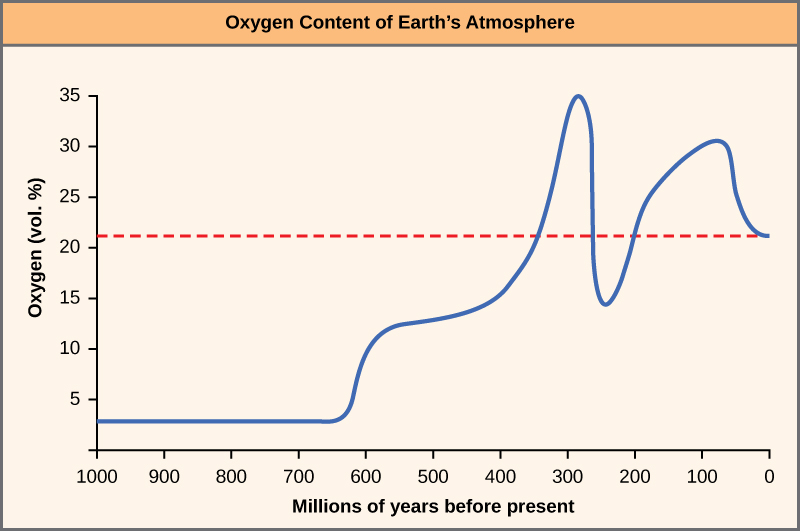 Oxygen Content of Earth's Atmosphere
35
30
25
20
15
10
5
Oxygen (vol. %)
1000 900 800 700 600 500 400 300 200 100 0
Millions of years before present